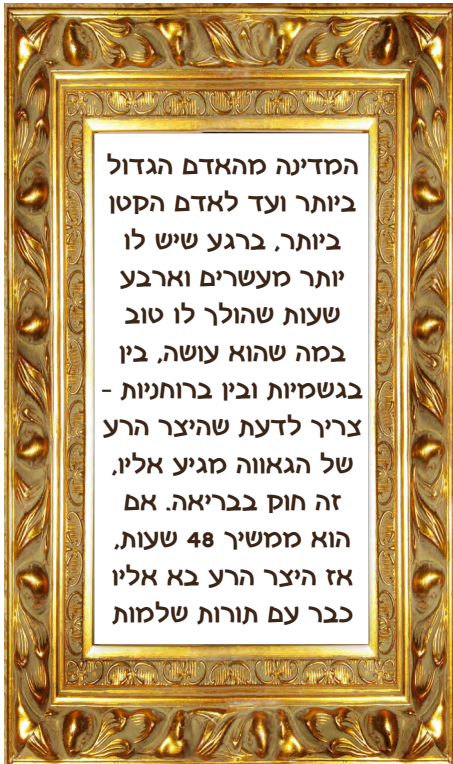 המדינה מהאדם הגדול
ביותר ועד לאדם הקטן
ביותר, ברגע שיש לו
יותר מעשרים וארבע
שעות שהולך לו טוב
במה שהוא עושה, בין
בגשמיות ובין ברוחניות -
צריך לדעת שהיצר הרע
של הגאווה מגיע אליו,
זה חוק בבריאה. אם
הוא ממשיך 48 שעות,
אז היצר הרע בא אליו
כבר עם תורות שלמות